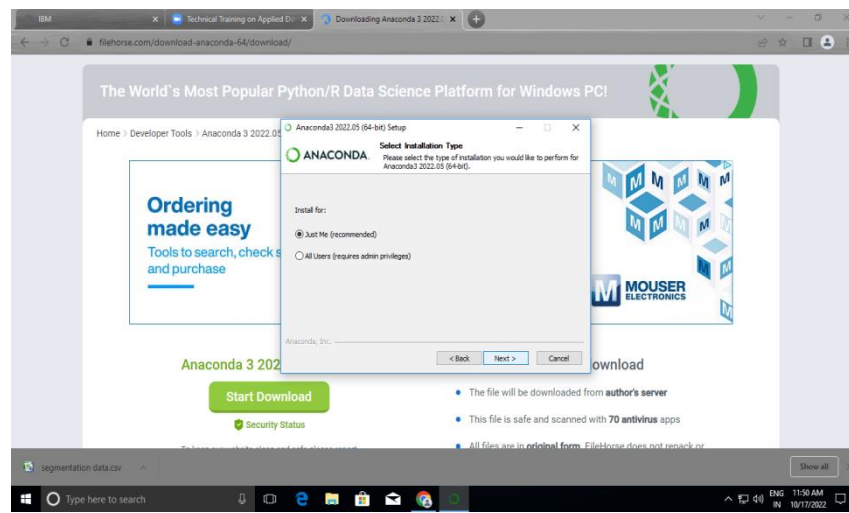 IBM
Technical Training on Applied Da
Downloading Anaconda 3 2022.
filehorse.com/download-anaconda-64/download/
The World`s Most Popular Python/R Data Science Platform for Windows PC!
Home > Developer Tools > Anaconda 3 2022.05
Anaconda3 2022.05 (64-bit) Setup
ANACONDA.
Select Installation Type
Please select the type of installation you would like to perform for
Anaconda3 2022.05 (64-bit).
Install for:
Just Me (recommended)
All Users (requires admin privileges)
Anaconda, Inc.
< Back
Next >
Cancel
Ordering
made easy
Tools to search, check s
and purchase
MOUSER
ELECTRONICS
Anaconda 3 202
Start Download
Security Status
ownload
The file will be downloaded from author's server
This file is safe and scanned with 70 antivirus apps
All files are in original form. FileHorse does not repack or
segmentation data.csv
Show all
Type here to search
ENG
IN
11:50 AM
10/17/2022